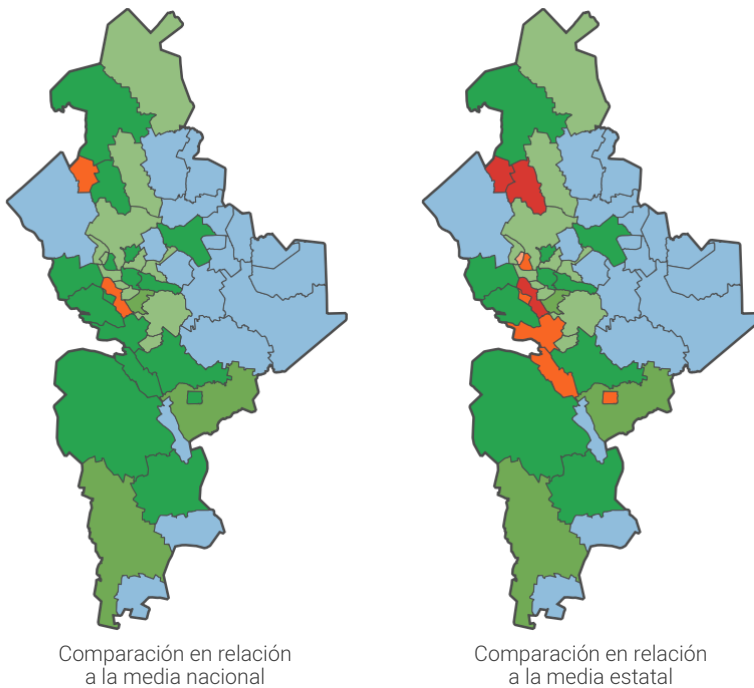 Comparación en relación
a la media nacional
Comparación en relación
a la media estatal